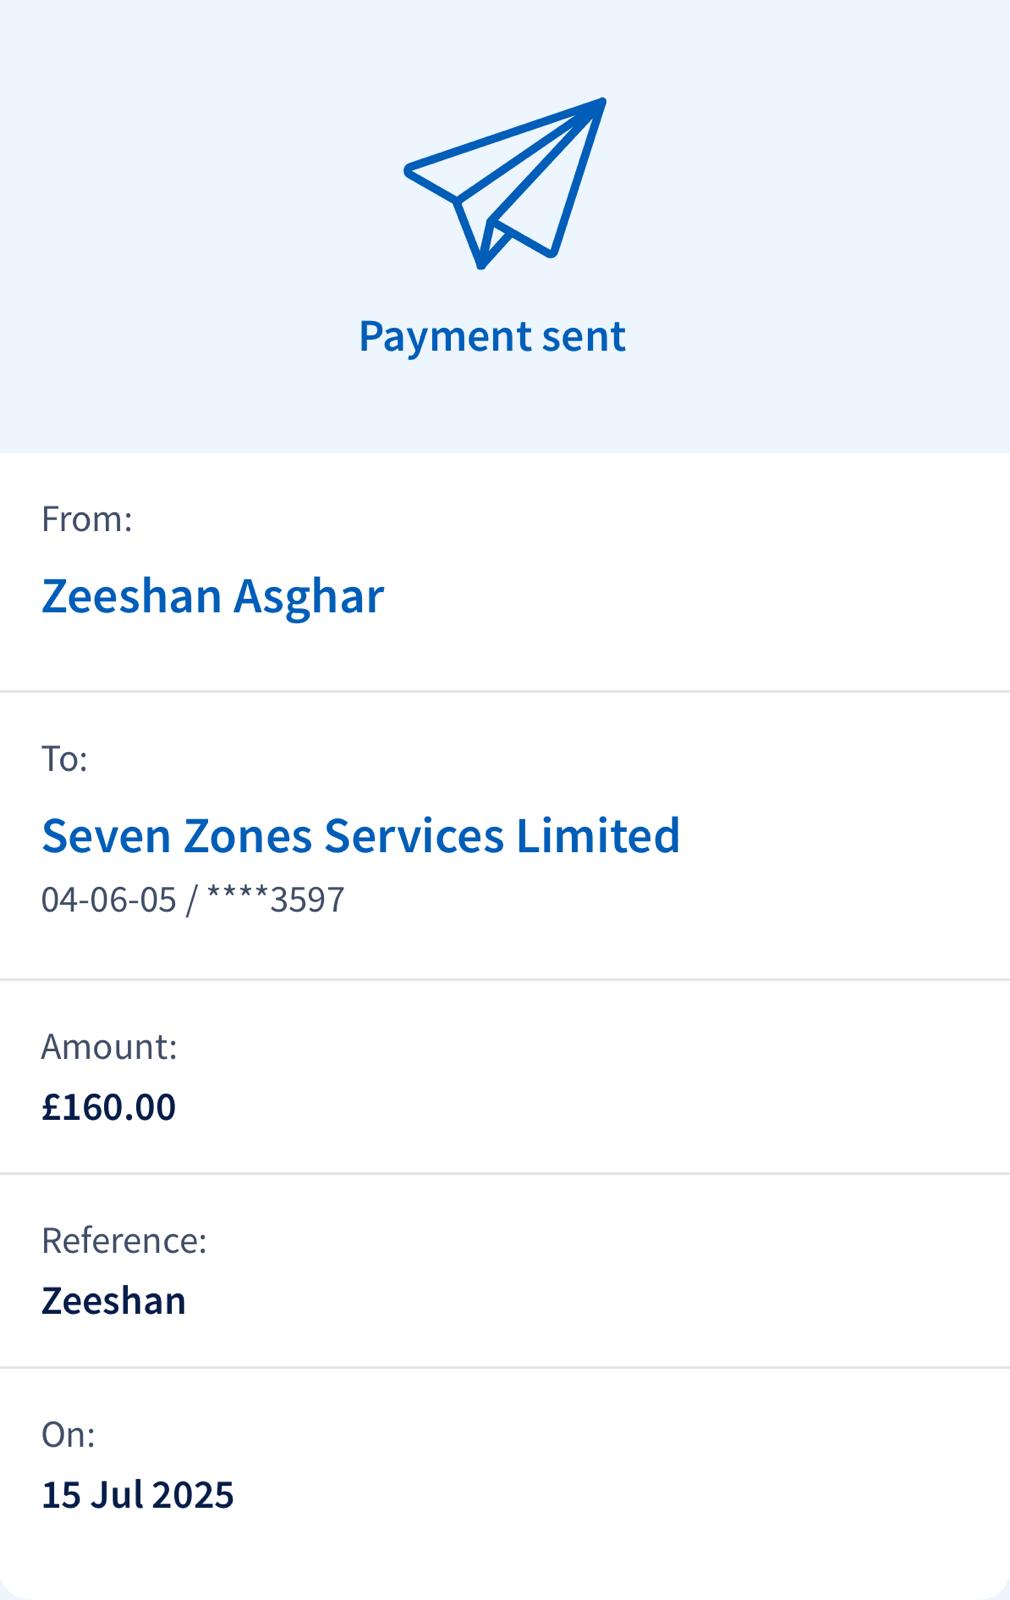 Payment sent
From:
Zeeshan Asghar
To:
Seven Zones Services Limited
04-06-05 / ****3597
Amount:
£160.00
Reference:
Zeeshan
On:
15 Jul 2025